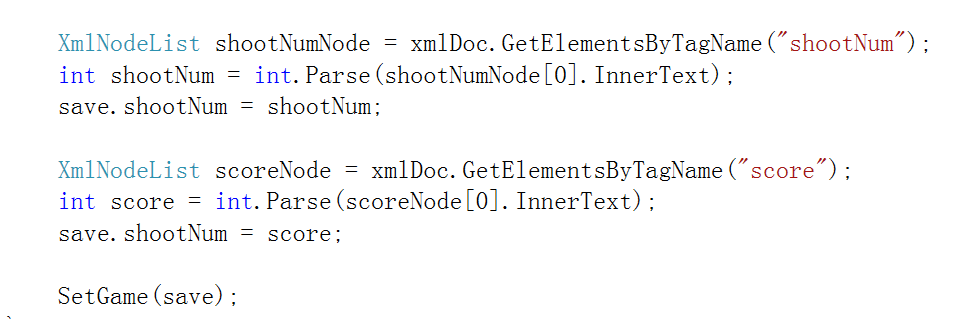 XmlNodeList shootNumNode = xmlDoc.GetElementsByTagName("shootNum");
int shootNum = int.Parse(shootNumNode[0].InnerText);
save.shootNum = shootNum;
XmlNodeList scoreNode = xmlDoc.GetElementsByTagName("score");
int score = int.Parse(scoreNode[0].InnerText);
save.shootNum = score;
SetGame(save);